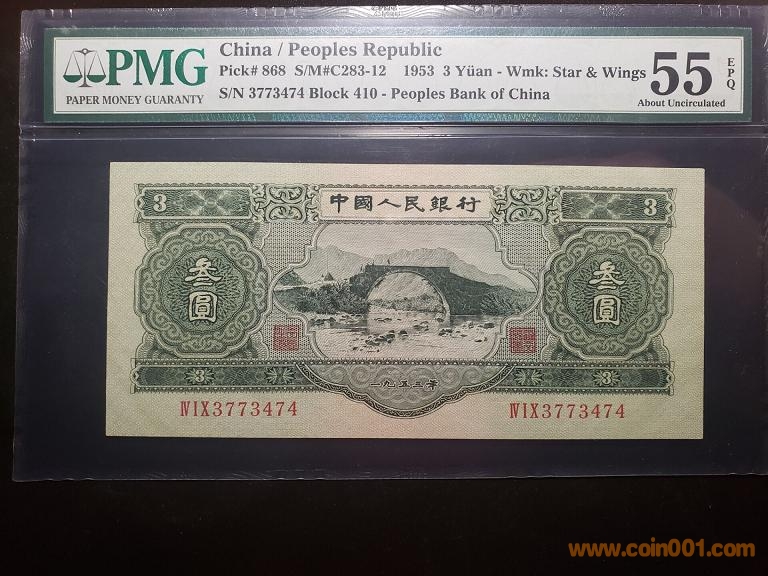 PMG
PAPER MONEY GUARANTY
China / Peoples Republic
Pick# 868 S/M#C283-12 1953 3 Yüan - Wmk: Star & Wings
S/N 3773474 Block 410 - Peoples Bank of China
55
EPQ
About Uncirculated
3
中國人民銀行
3
叁圓
叁圓
3
一九五三年
3
ⅣⅠⅩ3773474
ⅣⅠⅩ3773474
www.coin001.com